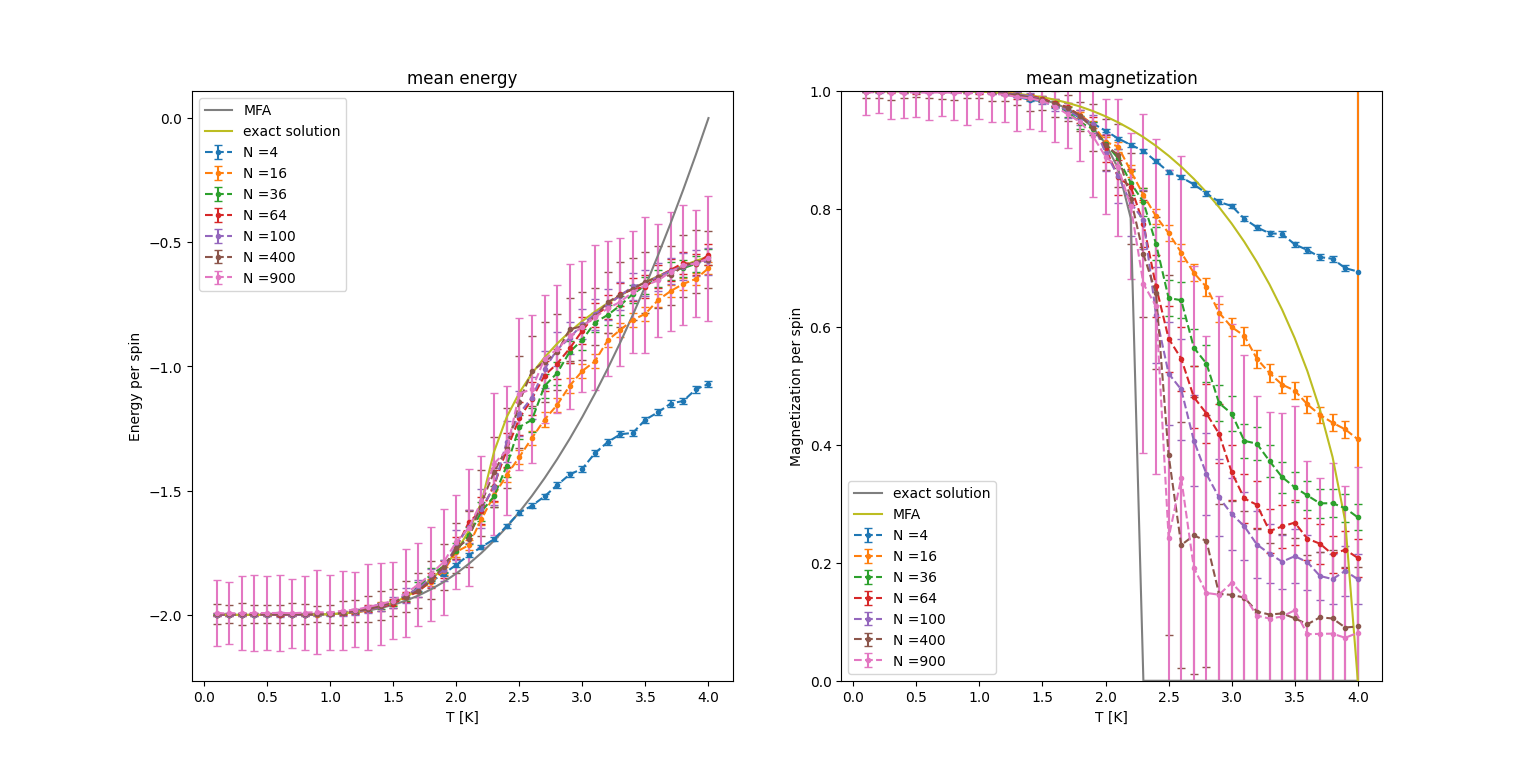 mean energy
MFA
exact solution
N =4
N =16
N =36
N =64
N =100
N =400
N =900
0.0
−0.5
−1.0
−1.5
−2.0
Energy per spin
0.0 0.5 1.0 1.5 2.0 2.5 3.0 3.5 4.0
T [K]
mean magnetization
1.0
0.8
0.6
0.4
0.2
0.0
Magnetization per spin
exact solution
MFA
N =4
N =16
N =36
N =64
N =100
N =400
N =900
0.0 0.5 1.0 1.5 2.0 2.5 3.0 3.5 4.0
T [K]